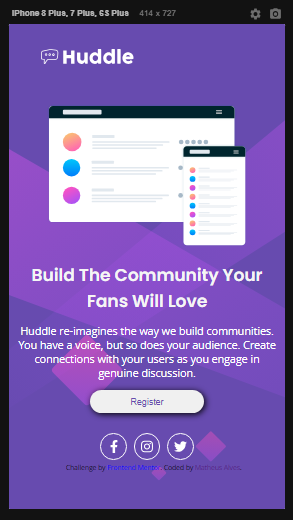 iPhone 8 Plus, 7 Plus, 6S Plus 414 x 727
Huddle
Build The Community Your
Fans Will Love
Huddle re-imagines the way we build communities.
You have a voice, but so does your audience. Create
connections with your users as you engage in
genuine discussion.
Register
Challenge by Frontend Mentor. Coded by Matheus Alves.